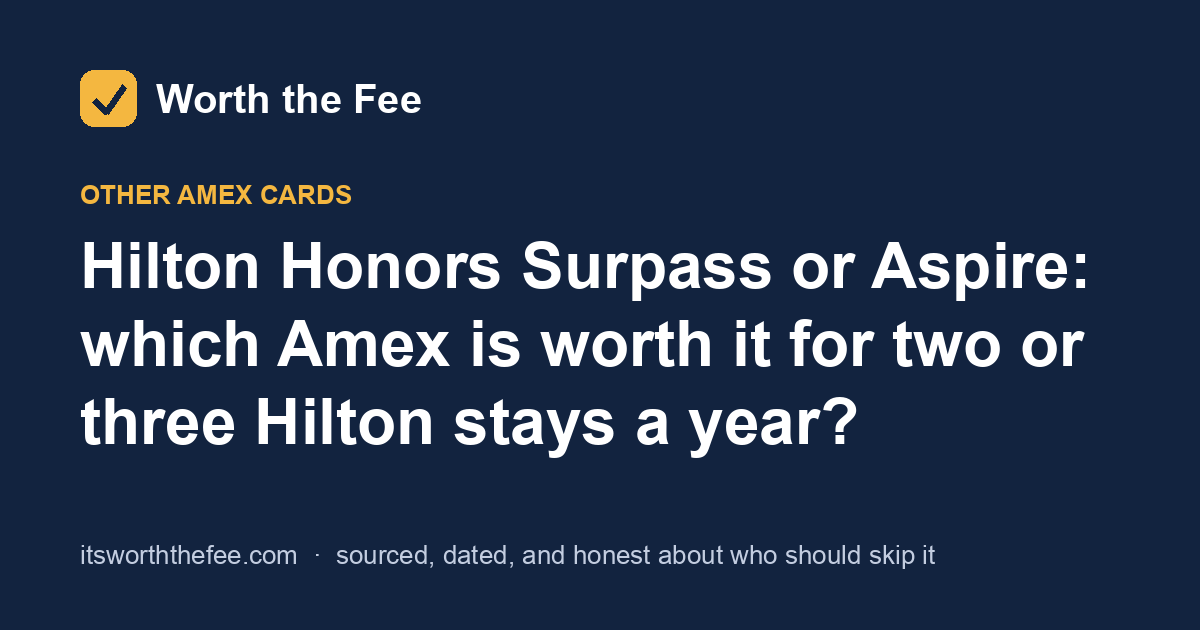 Worth the Fee
OTHER AMEX CARDS
Hilton Honors Surpass or Aspire:
which Amex is worth it for two or
three Hilton stays a year?
itsworththefee.com · sourced, dated, and honest about who should skip it